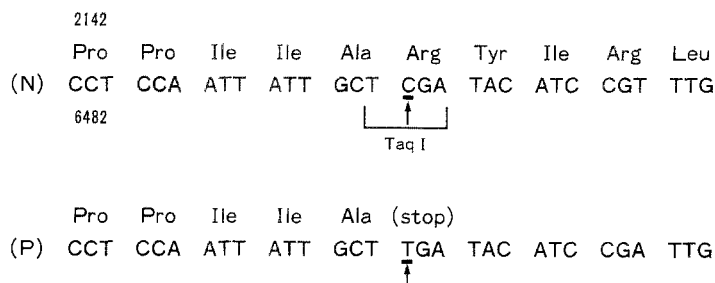 2142
Pro Pro Ile Ile Ala Arg Tyr Ile Arg Leu
(N) CCT CCA ATT ATT GCT CGA TAC ATC CGT TTG
6482
Taq I
Pro Pro Ile Ile Ala (stop)
(P) CCT CCA ATT ATT GCT TGA TAC ATC CGA TTG